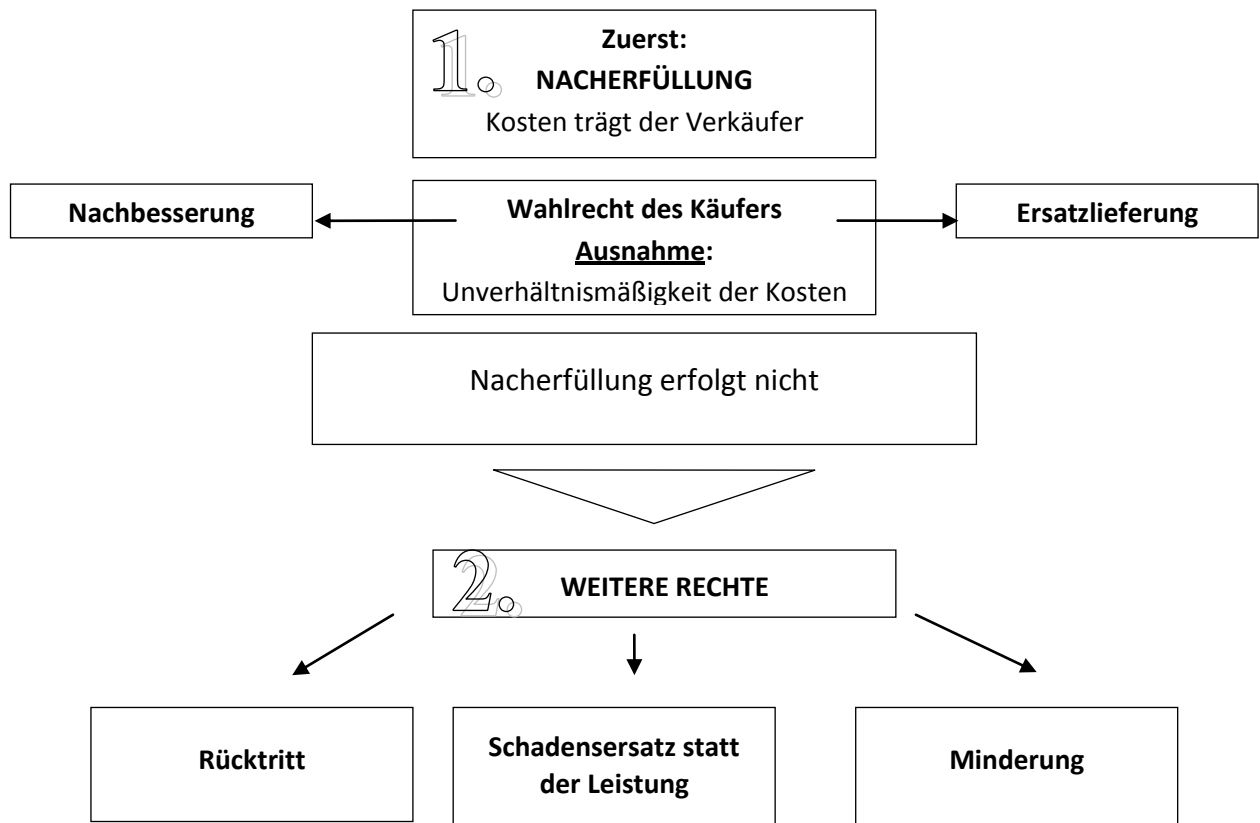 1.
Zuerst:
NACHERFÜLLUNG
Kosten trägt der Verkäufer
Nachbesserung
Wahlrecht des Käufers
Ausnahme:
Unverhältnismäßigkeit der Kosten
Ersatzlieferung
Nacherfüllung erfolgt nicht
2.
WEITERE RECHTE
Rücktritt
Schadensersatz statt
der Leistung
Minderung